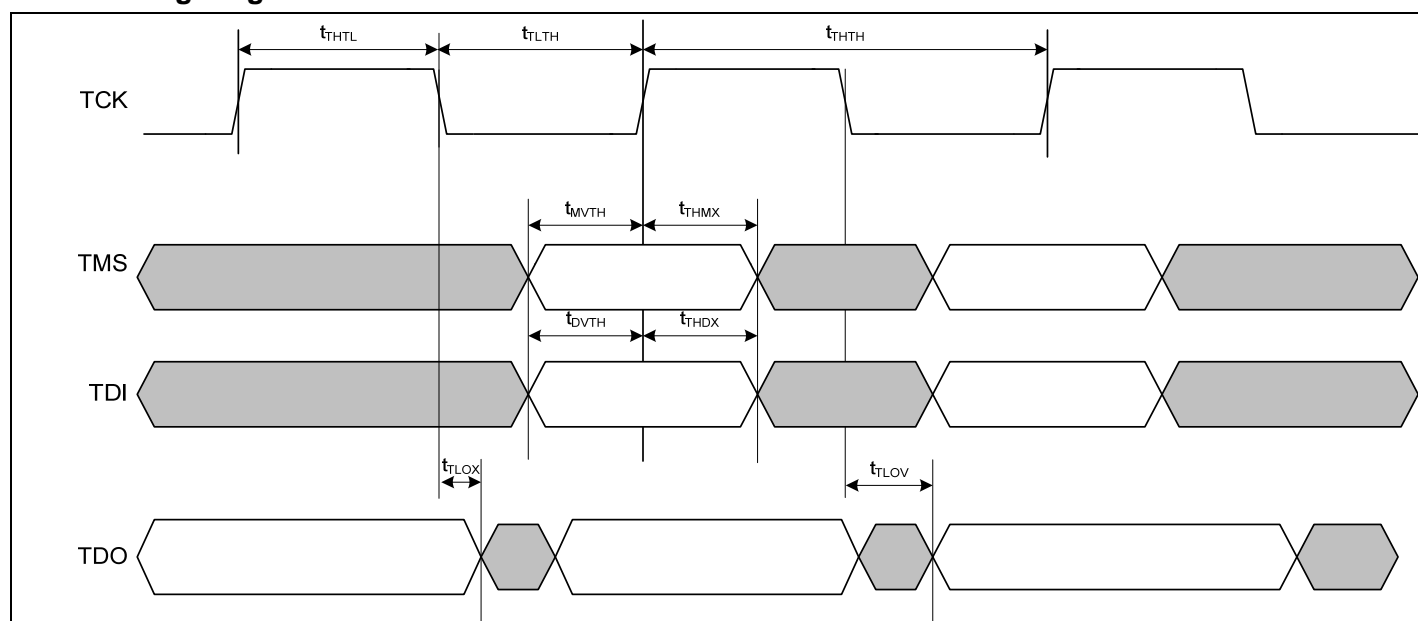 tTHTL tTLTH tTHTH
TCK
tMVTH tTHMX
TMS
tDVTH tTHDX
TDI
tTLOX tTLOV
TDO